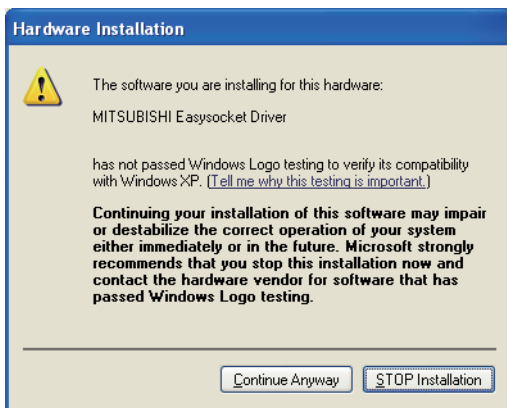 Hardware Installation
The software you are installing for this hardware:
MITSUBISHI Easysocket Driver
has not passed Windows Logo testing to verify its compatibility
with Windows XP. (Tell me why this testing is important.)
Continuing your installation of this software may impair
or destabilize the correct operation of your system
either immediately or in the future. Microsoft strongly
recommends that you stop this installation now and
contact the hardware vendor for software that has
passed Windows Logo testing.
Continue Anyway STOP Installation